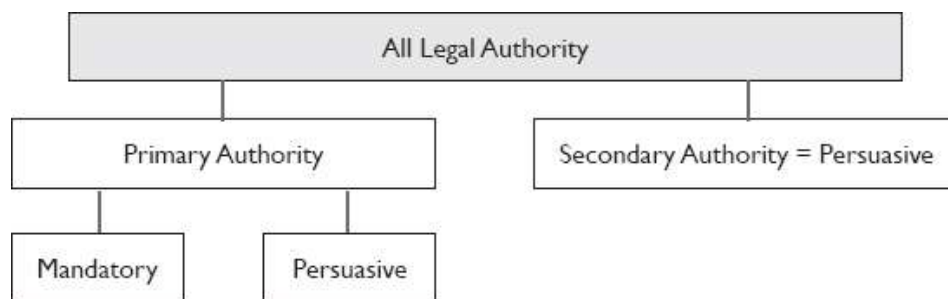 All Legal Authority
Primary Authority
Secondary Authority = Persuasive
Mandatory
Persuasive